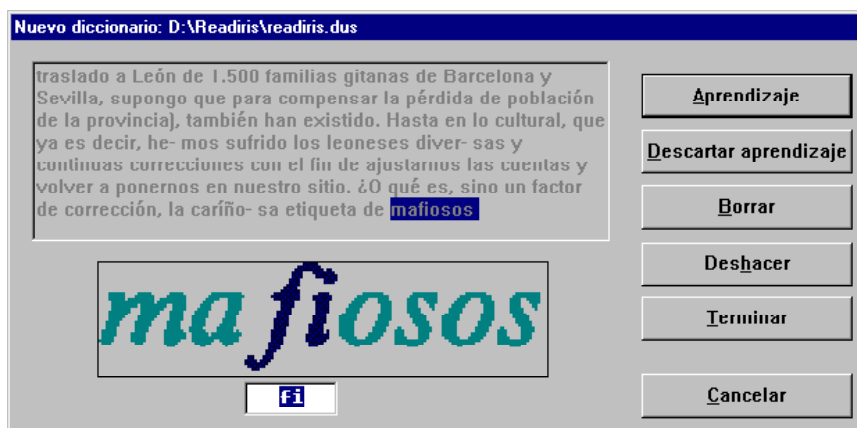 Nuevo diccionario: D:\Readiris\readiris.dus
traslado a León de 1.500 familias gitanas de Barcelona y
Sevilla, supongo que para compensar la pérdida de población
de la provincia), también han existido. Hasta en lo cultural, que
ya es decir, he- mos sufrido los leoneses diver- sas y
continuas correcciones con el fin de ajustarnos las cuentas y
volver a ponernos en nuestro sitio. ¿O qué es, sino un factor
de corrección, la caríño- sa etiqueta de mafiosos
mafiosos
fi
Aprendizaje
Descartar aprendizaje
Borrar
Deshacer
Terminar
Cancelar